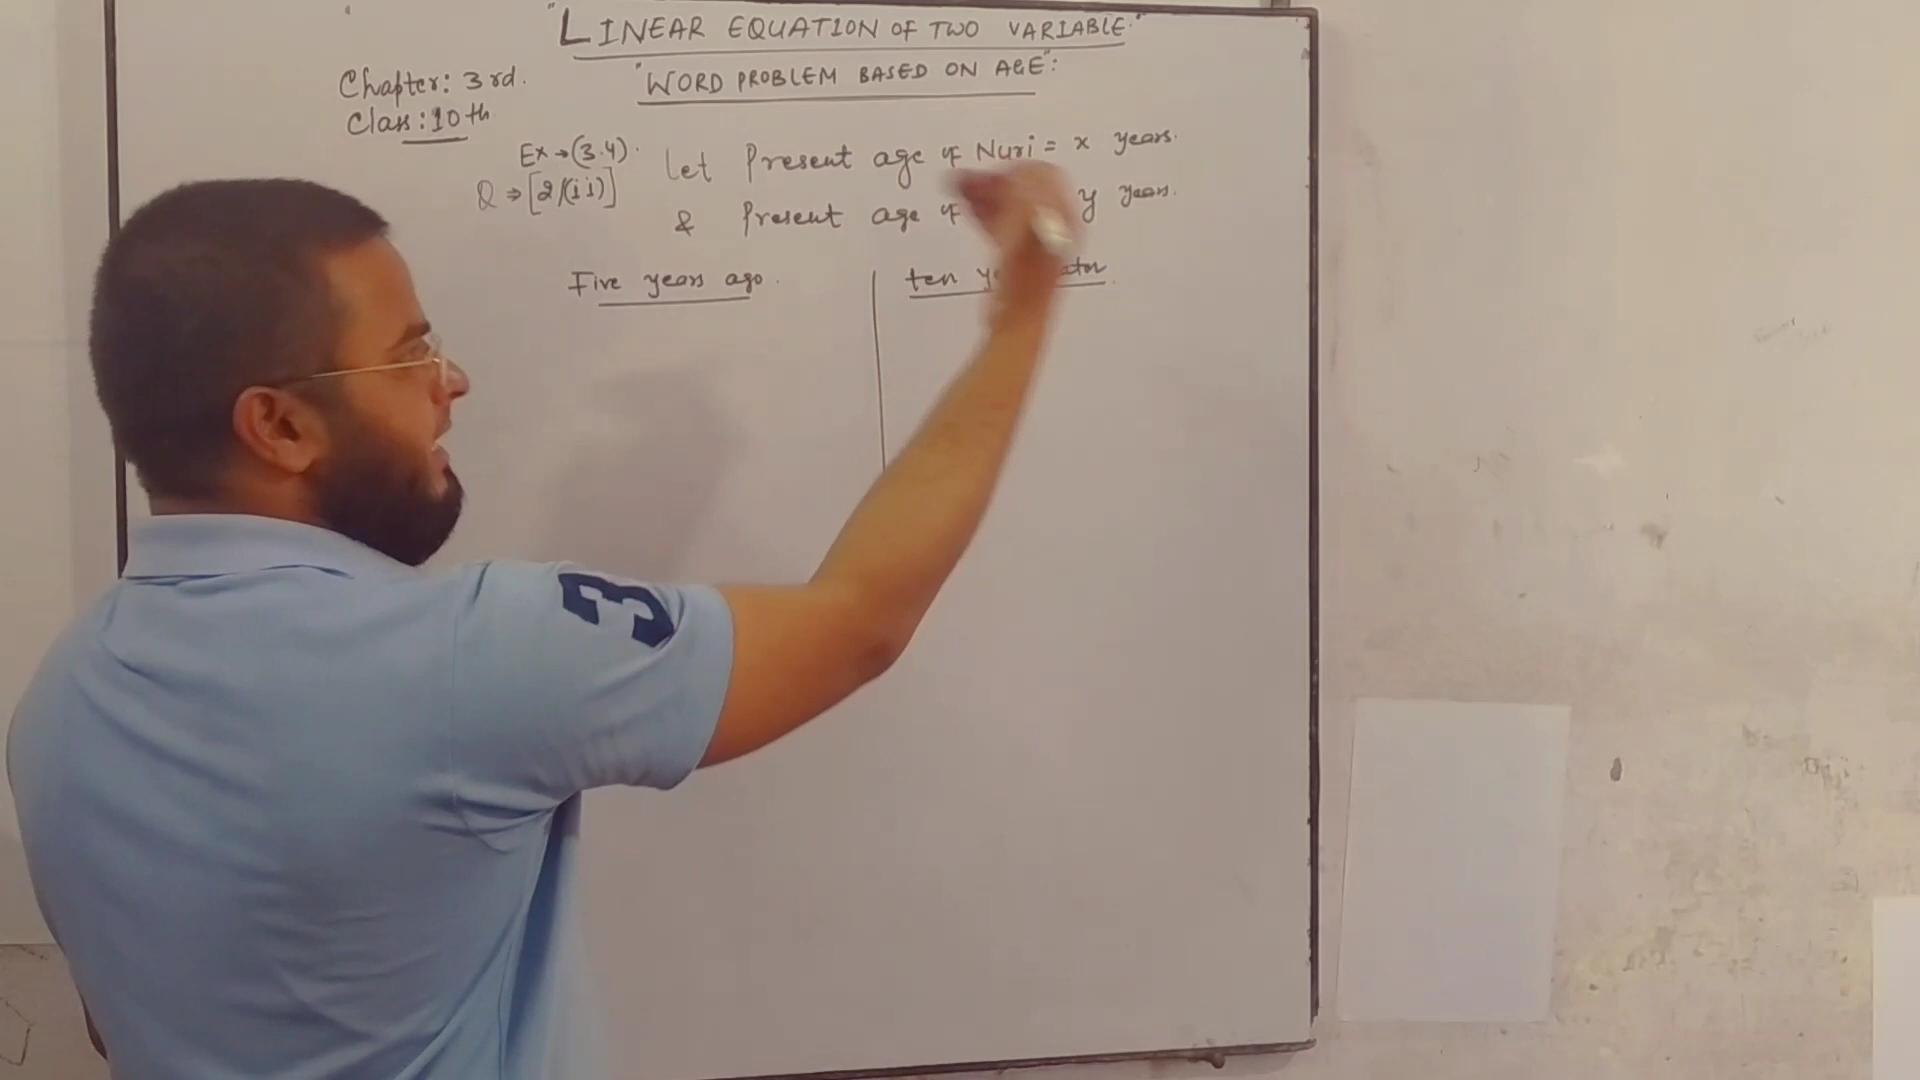 "LINEAR EQUATION OF TWO VARIABLE."
"WORD PROBLEM BASED ON AGE":
Chapter: 3rd.
Class: 10th
Ex → (3.4).
Q ⇒ [2/(ii)]
Let Present age of Nuri = x years.
& Present age of y years.
Five years ago.
ten
3